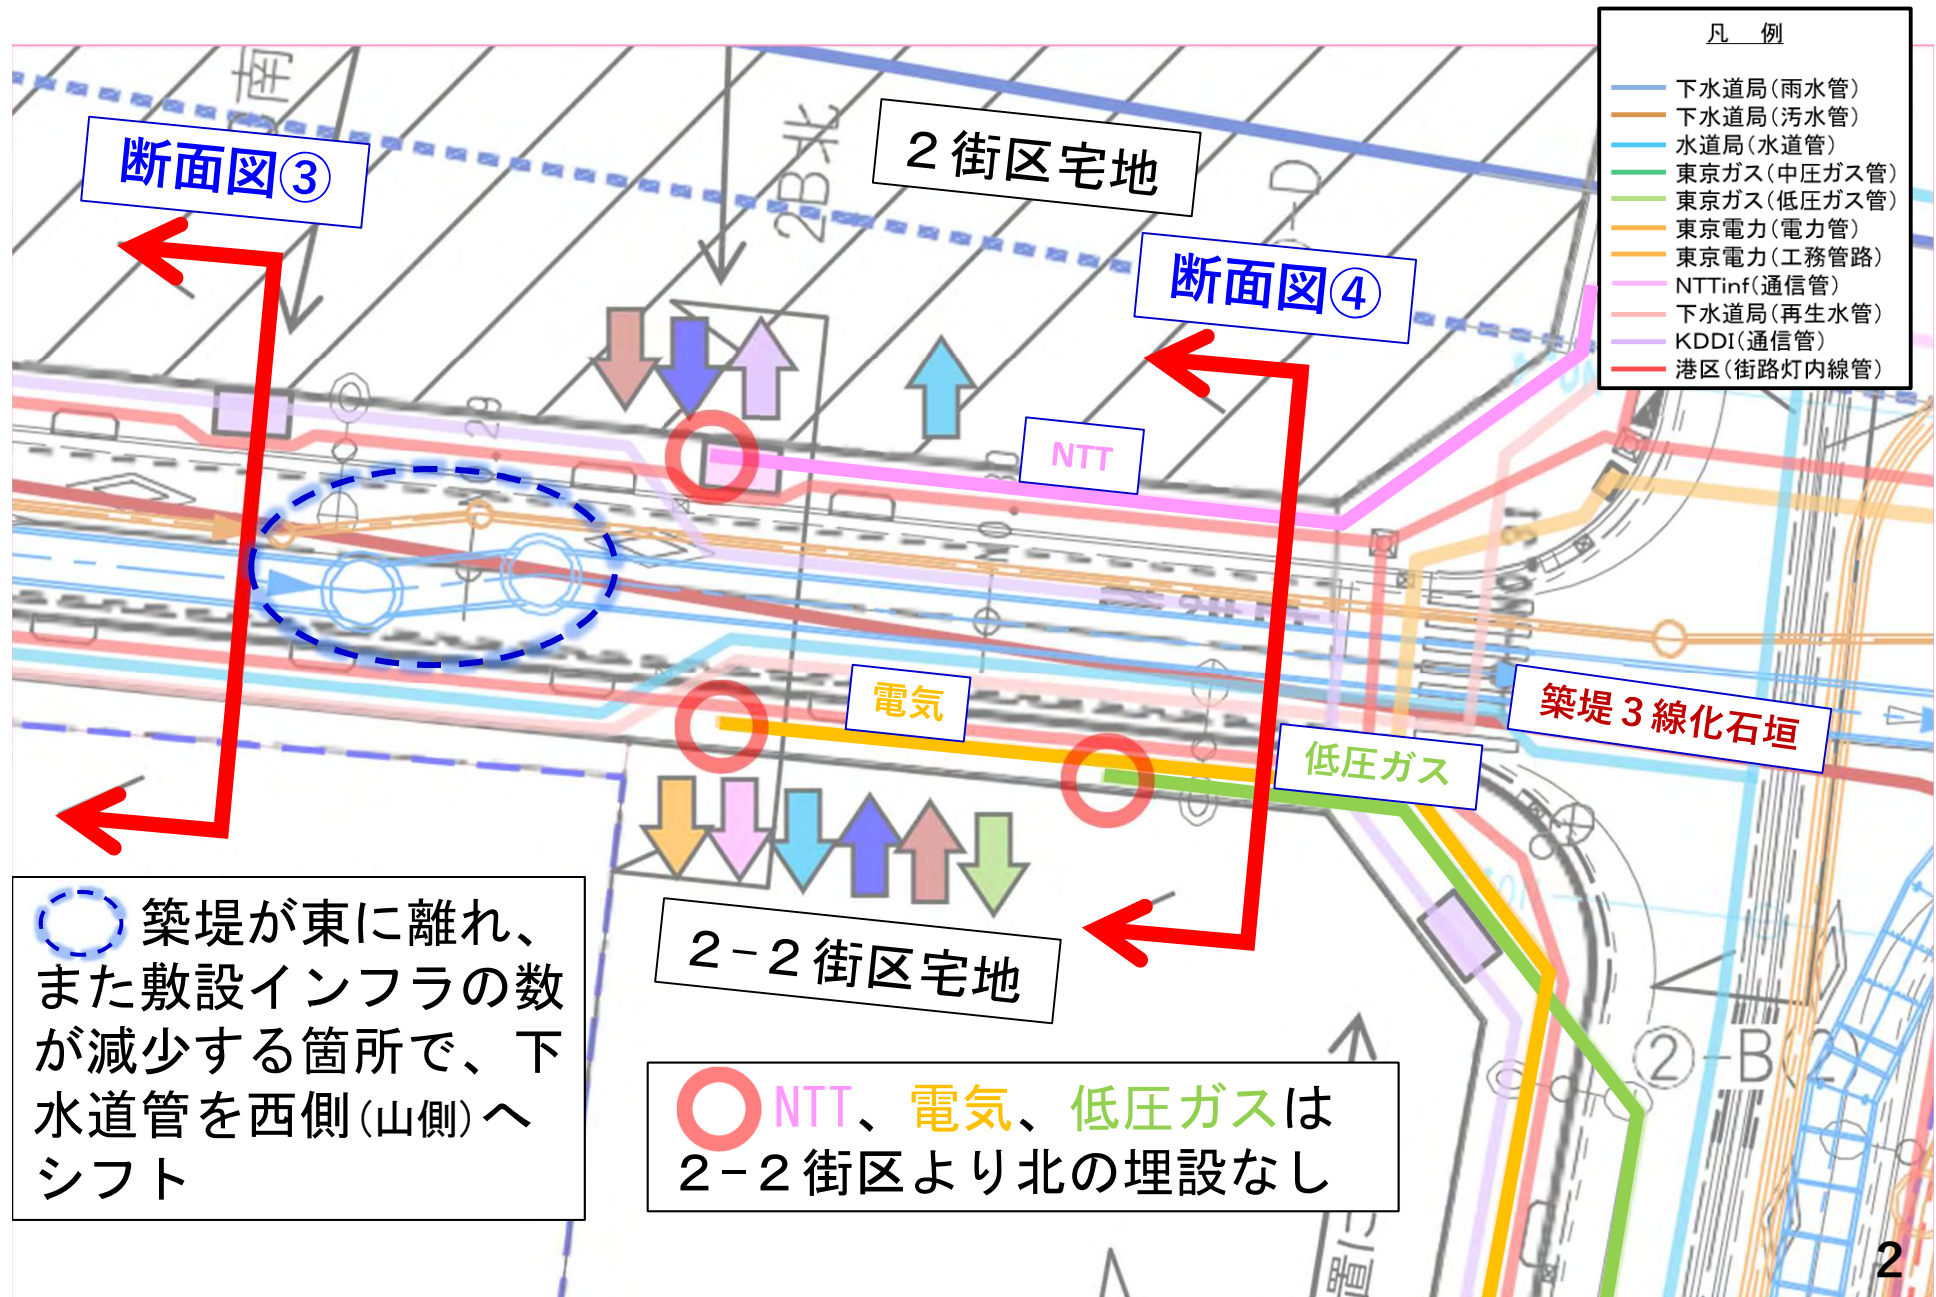 凡 例
下水道局(雨水管)
下水道局(汚水管)
水道局(水道管)
東京ガス(中圧ガス管)
東京ガス(低圧ガス管)
東京電力(電力管)
東京電力(工務管路)
NTTinf(通信管)
下水道局(再生水管)
KDDI(通信管)
港区(街路灯内線管)
南
2B北
-D
2街区宅地
断面図③
断面図④
29
NTT
電気
低圧ガス
築堤3線化石垣
2-2街区宅地
②-B(2)
築堤が東に離れ、
また敷設インフラの数
が減少する箇所で、下
水道管を西側(山側)へ
シフト
NTT、電気、低圧ガスは
2-2街区より北の埋設なし
2